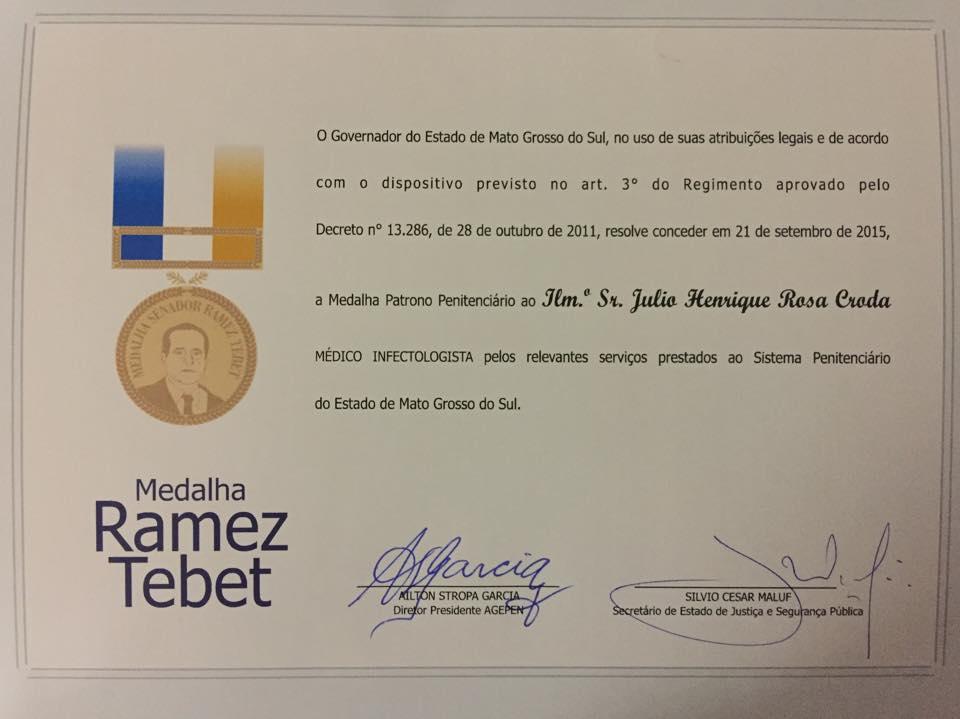 O Governador do Estado de Mato Grosso do Sul, no uso de suas atribuições legais e de acordo
com o dispositivo previsto no art. 3º do Regimento aprovado pelo
Decreto nº 13.286, de 28 de outubro de 2011, resolve conceder em 21 de setembro de 2015,
a Medalha Patrono Penitenciário ao Ilm.º Sr. Julio Henrique Rosa Croda
MÉDICO INFECTOLOGISTA pelos relevantes serviços prestados ao Sistema Penitenciário
do Estado de Mato Grosso do Sul.
MEDALHA SENADOR RAMEZ TEBET
Medalha
Ramez
Tebet
AsGarcia
AILTON STROPA GARCIA
Diretor Presidente AGEPEN
SILVIO CESAR MALUF
Secretário de Estado de Justiça e Segurança Pública